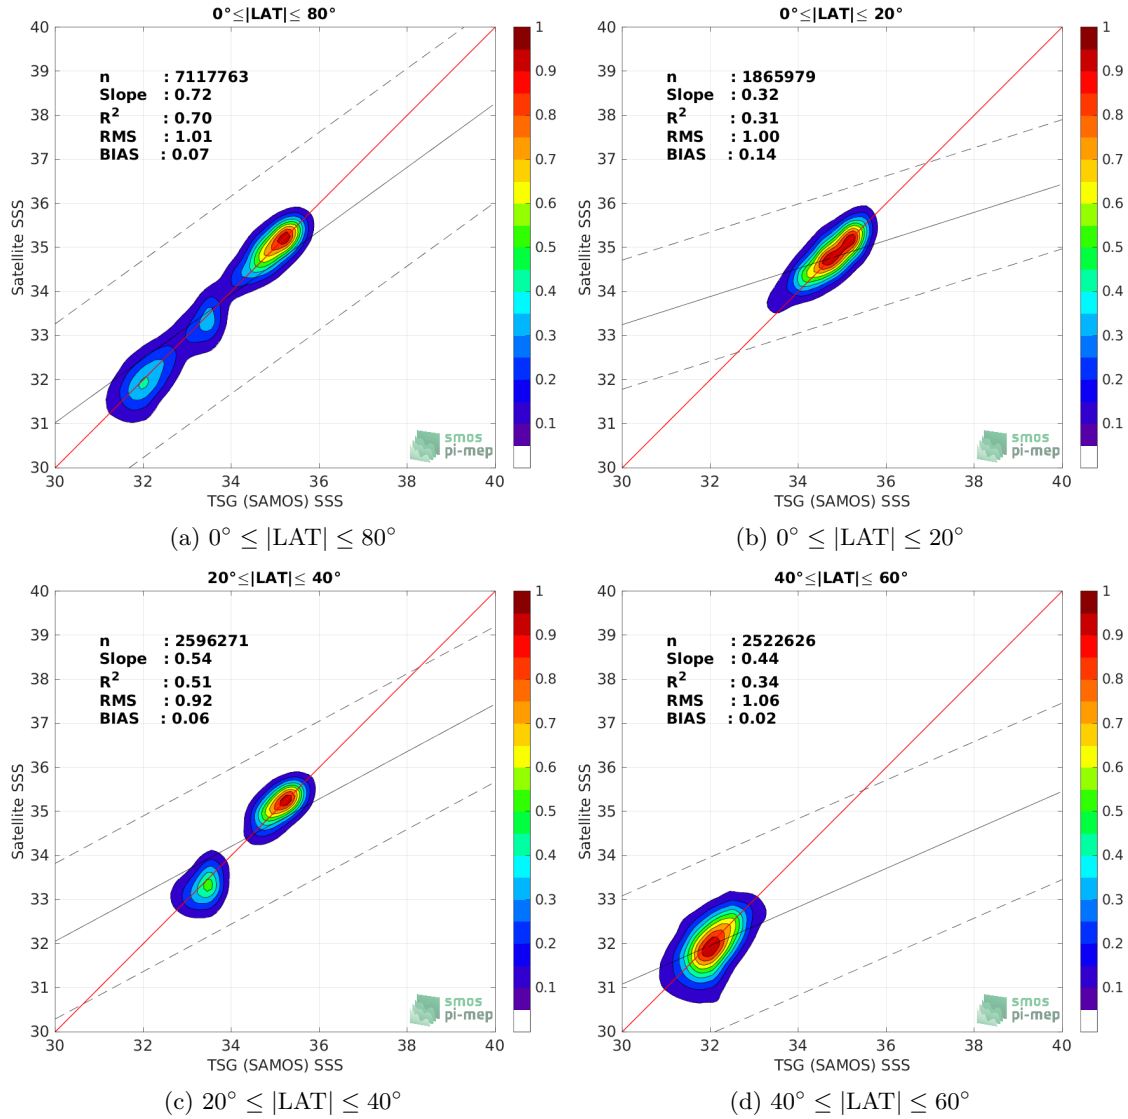 0°≤|LAT|≤ 80°
n : 7117763
Slope : 0.72
R² : 0.70
RMS : 1.01
BIAS : 0.07
Satellite SSS
40
39
38
37
36
35
34
33
32
31
30
30 32 34 36 38 40
TSG (SAMOS) SSS
1
0.9
0.8
0.7
0.6
0.5
0.4
0.3
0.2
0.1
smos
pi-mep
(a) 0° ≤ |LAT| ≤ 80°
0°≤|LAT|≤ 20°
n : 1865979
Slope : 0.32
R² : 0.31
RMS : 1.00
BIAS : 0.14
Satellite SSS
40
39
38
37
36
35
34
33
32
31
30
30 32 34 36 38 40
TSG (SAMOS) SSS
1
0.9
0.8
0.7
0.6
0.5
0.4
0.3
0.2
0.1
smos
pi-mep
(b) 0° ≤ |LAT| ≤ 20°
20°≤|LAT|≤ 40°
n : 2596271
Slope : 0.54
R² : 0.51
RMS : 0.92
BIAS : 0.06
Satellite SSS
40
39
38
37
36
35
34
33
32
31
30
30 32 34 36 38 40
TSG (SAMOS) SSS
1
0.9
0.8
0.7
0.6
0.5
0.4
0.3
0.2
0.1
smos
pi-mep
(c) 20° ≤ |LAT| ≤ 40°
40°≤|LAT|≤ 60°
n : 2522626
Slope : 0.44
R² : 0.34
RMS : 1.06
BIAS : 0.02
Satellite SSS
40
39
38
37
36
35
34
33
32
31
30
30 32 34 36 38 40
TSG (SAMOS) SSS
1
0.9
0.8
0.7
0.6
0.5
0.4
0.3
0.2
0.1
smos
pi-mep
(d) 40° ≤ |LAT| ≤ 60°